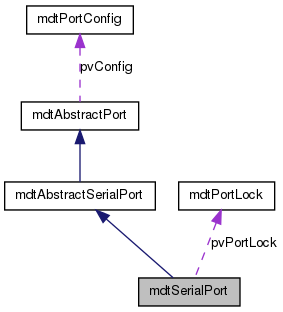 mdtPortConfig
pvConfig
mdtAbstractPort
mdtAbstractSerialPort
mdtPortLock
pvPortLock
mdtSerialPort